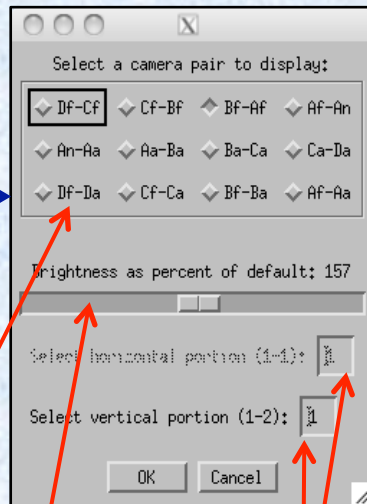 X
Select a camera pair to display:
Df-Cf Cf-Bf Bf-Af Af-An
An-Aa Aa-Ba Ba-Ca Ca-Da
Df-Da Cf-Ca Bf-Ba Af-Aa
Brightness as percent of default: 157
Select horizontal portion (1-1): 1
Select vertical portion (1-2): 1
OK Cancel